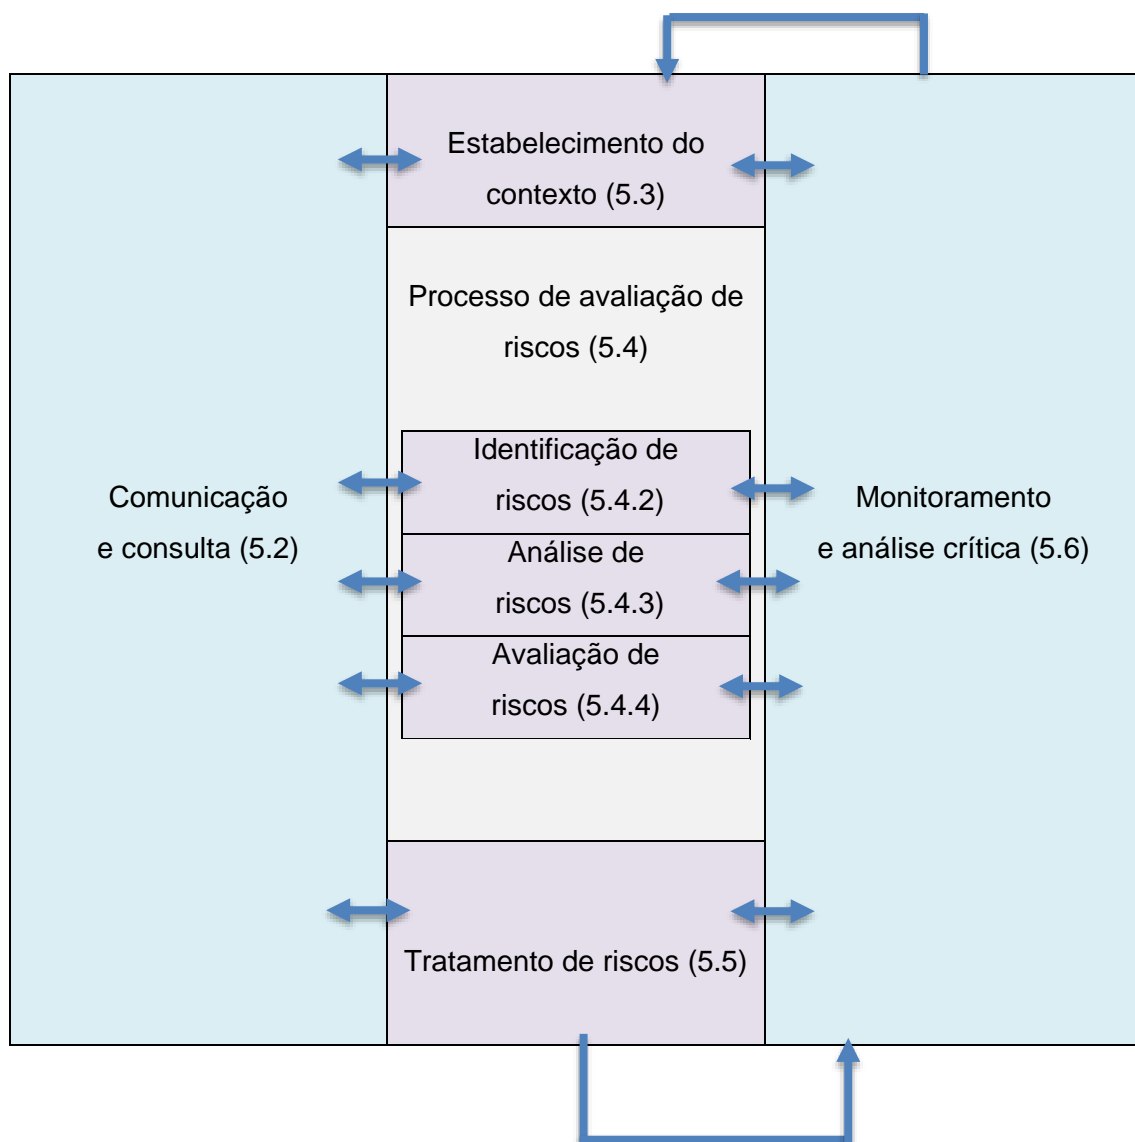 Estabelecimento do
contexto (5.3)
Processo de avaliação de
riscos (5.4)
Comunicação
e consulta (5.2)
Identificação de
riscos (5.4.2)
Análise de
riscos (5.4.3)
Avaliação de
riscos (5.4.4)
Monitoramento
e análise crítica (5.6)
Tratamento de riscos (5.5)